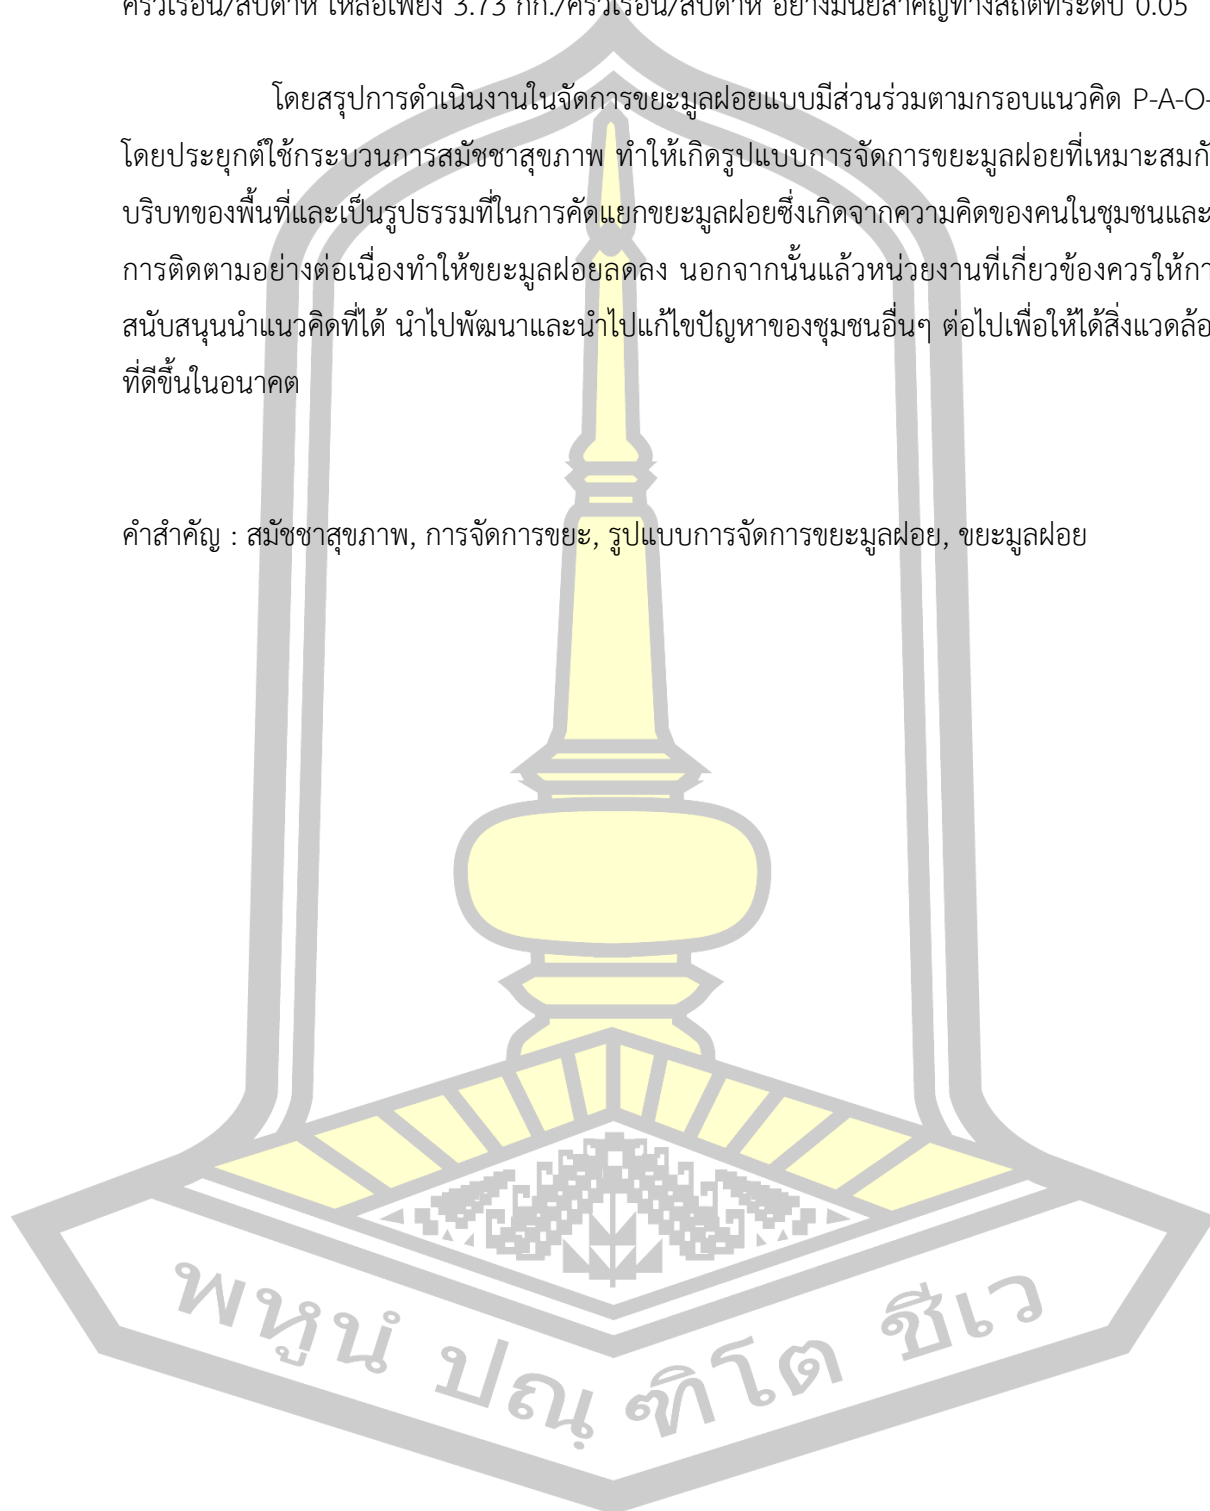 ครัวเรือน/สัปดาห์ เหลือเพียง 3.73 กก./ครัวเรือน/สัปดาห์ อย่างมีนัยสำคัญทางสถิติที่ระดับ 0.05
โดยสรุปการดำเนินงานในจัดการขยะมูลฝอยแบบมีส่วนร่วมตามกรอบแนวคิด P-A-O-
โดยประยุกต์ใช้กระบวนการสมัชชาสุขภาพ ทำให้เกิดรูปแบบการจัดการขยะมูลฝอยที่เหมาะสมกั
บริบทของพื้นที่และเป็นรูปธรรมที่ในการคัดแยกขยะมูลฝอยซึ่งเกิดจากความคิดของคนในชุมชนและ
การติดตามอย่างต่อเนื่องทำให้ขยะมูลฝอยลดลง นอกจากนั้นแล้วหน่วยงานที่เกี่ยวข้องควรให้กา
สนับสนุนนำแนวคิดที่ได้ นำไปพัฒนาและนำไปแก้ไขปัญหาของชุมชนอื่นๆ ต่อไปเพื่อให้ได้สิ่งแวดล้อ
ที่ดีขึ้นในอนาคต
คำสำคัญ : สมัชชาสุขภาพ, การจัดการขยะ, รูปแบบการจัดการขยะมูลฝอย, ขยะมูลฝอย
พหูนํ ปณฺฑิโต ชีเว